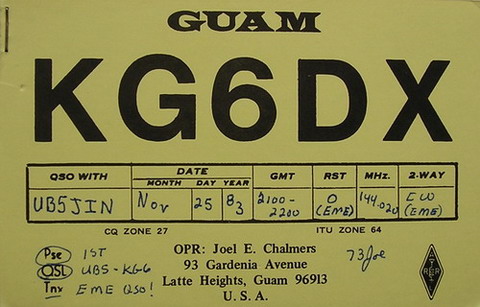 GUAM
KG6DX
QSO WITH DATE GMT RST MHz. 2-WAY
MONTH DAY YEAR
UB5JIN Nov 25 83 2100-2200 O (EME) 144.020 CW (EME)
CQ ZONE 27 ITU ZONE 64
Pse 1ST
QSL UB5-KG6
Tnx EME QSO!
OPR: Joel E. Chalmers
93 Gardenia Avenue
Latte Heights, Guam 96913
U. S. A.
73 Joe